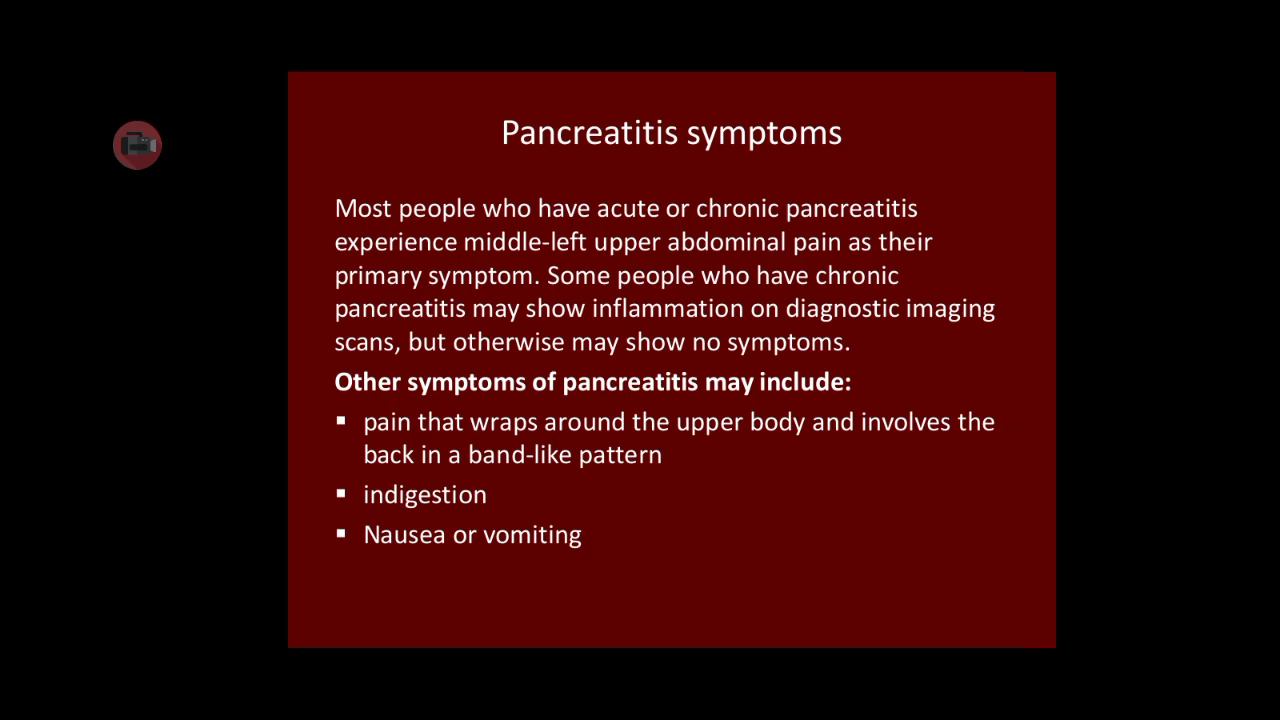 Pancreatitis symptoms
Most people who have acute or chronic pancreatitis
experience middle-left upper abdominal pain as their
primary symptom. Some people who have chronic
pancreatitis may show inflammation on diagnostic imaging
scans, but otherwise may show no symptoms.
Other symptoms of pancreatitis may include:
▪ pain that wraps around the upper body and involves the
back in a band-like pattern
▪ indigestion
▪ Nausea or vomiting